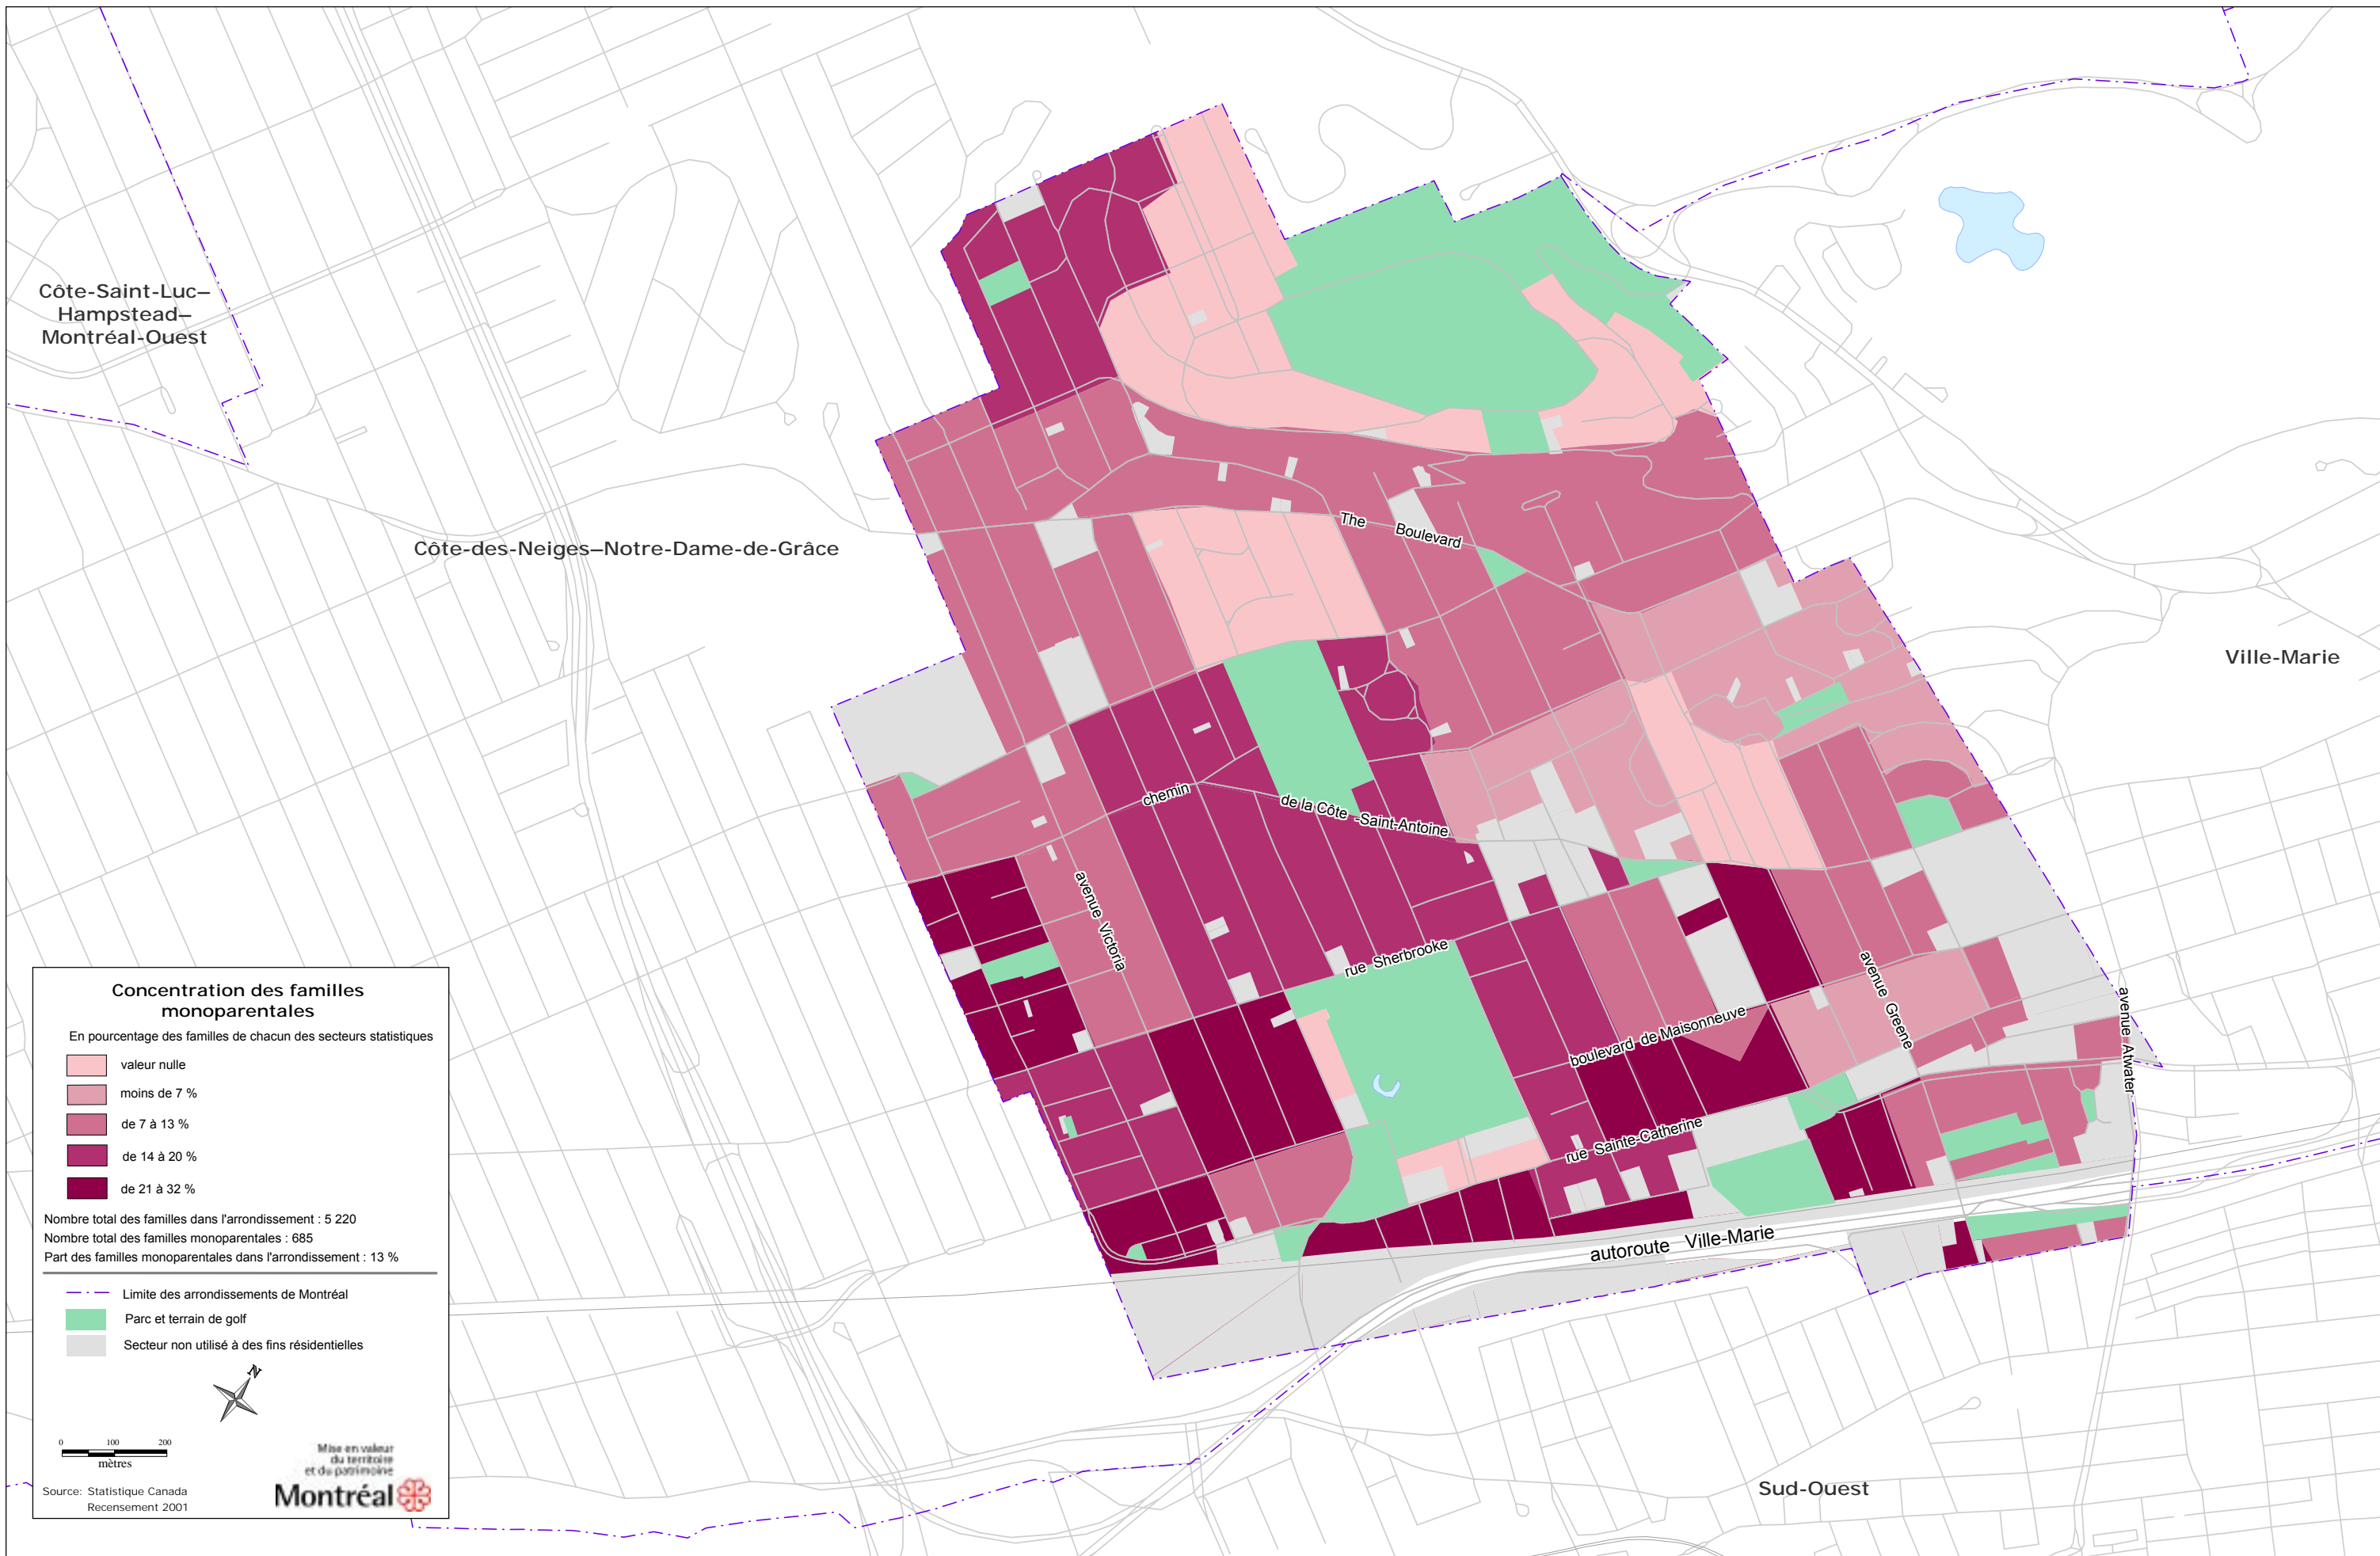 Côte-Saint-Luc–
Hampstead–
Montréal-Ouest
Côte-des-Neiges–Notre-Dame-de-Grâce
Ville-Marie
Sud-Ouest
The Boulevard
chemin de la Côte -Saint-Antoine
avenue Victoria
rue Sherbrooke
boulevard de Maisonneuve
avenue Greene
avenue Atwater
rue Sainte-Catherine
autoroute Ville-Marie
Concentration des familles
monoparentales
En pourcentage des familles de chacun des secteurs statistiques
valeur nulle
moins de 7 %
de 7 à 13 %
de 14 à 20 %
de 21 à 32 %
Nombre total des familles dans l'arrondissement : 5 220
Nombre total des familles monoparentales : 685
Part des familles monoparentales dans l'arrondissement : 13 %
Limite des arrondissements de Montréal
Parc et terrain de golf
Secteur non utilisé à des fins résidentielles
N
0 100 200
mètres
Source: Statistique Canada
Recensement 2001
Mise en valeur
du territoire
et du patrimoine
Montréal